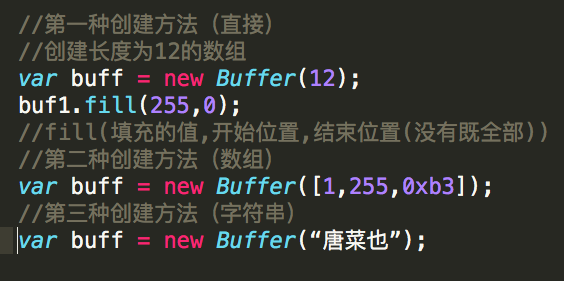 //第一种创建方法（直接）
//创建长度为12的数组
var buff = new Buffer(12);
buf1.fill(255,0);
//fill(填充的值,开始位置,结束位置(没有既全部))
//第二种创建方法（数组）
var buff = new Buffer([1,255,0xb3]);
//第三种创建方法（字符串）
var buff = new Buffer(“唐菜也”);